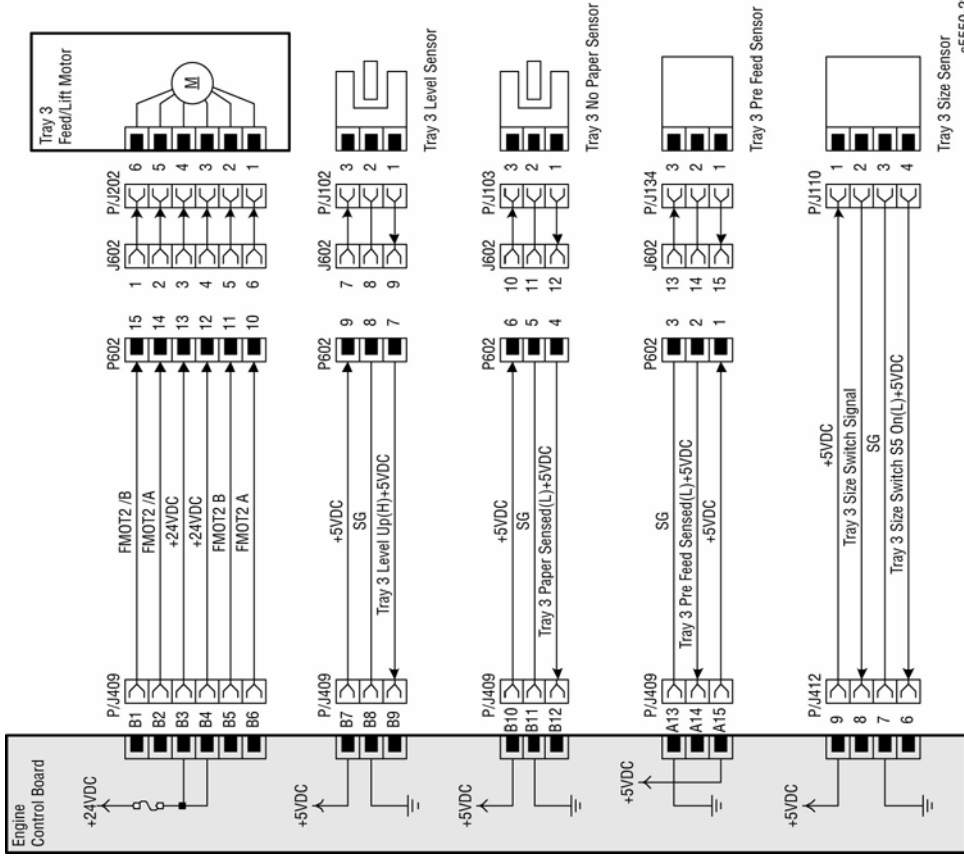 Engine
Control Board
+24VDC
P/J409
B1
B2
B3
B4
B5
B6
FMOT2 /B
FMOT2 /A
+24VDC
+24VDC
FMOT2 B
FMOT2 A
P602
15
14
13
12
11
10
J602
1
2
3
4
5
6
P/J202
6
5
4
3
2
1
Tray 3
Feed/Lift Motor
M
+5VDC
P/J409
B7
B8
B9
+5VDC
SG
Tray 3 Level Up(H)+5VDC
P602
9
8
7
J602
7
8
9
P/J102
3
2
1
Tray 3 Level Sensor
+5VDC
P/J409
B10
B11
B12
+5VDC
SG
Tray 3 Paper Sensed(L)+5VDC
P602
6
5
4
J602
10
11
12
P/J103
3
2
1
Tray 3 No Paper Sensor
+5VDC
P/J409
A13
A14
A15
SG
Tray 3 Pre Feed Sensed(L)+5VDC
+5VDC
P602
3
2
1
J602
13
14
15
P/J134
3
2
1
Tray 3 Pre Feed Sensor
+5VDC
P/J412
9
8
7
6
+5VDC
Tray 3 Size Switch Signal
SG
Tray 3 Size Switch S5 On(L)+5VDC
P/J110
1
2
3
4
Tray 3 Size Sensor